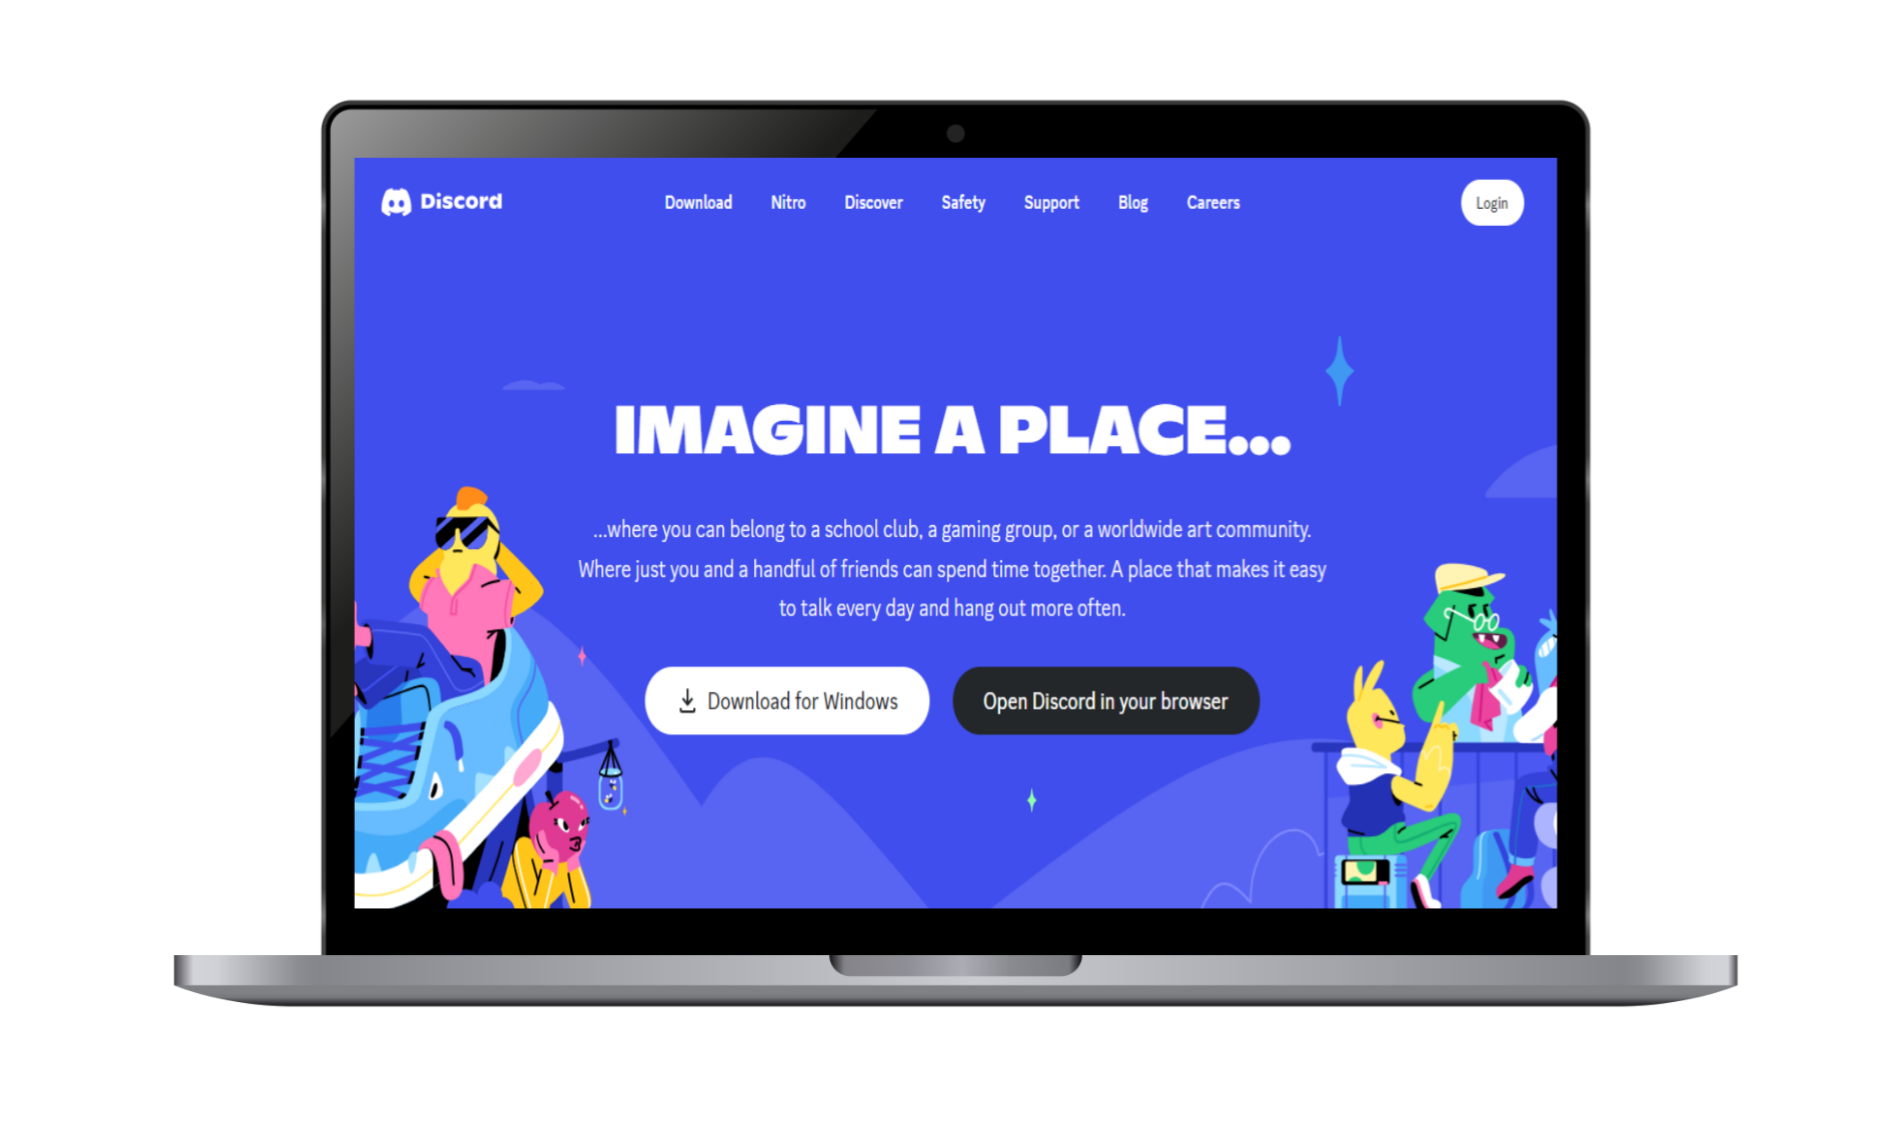 Discord
Download Nitro Discover Safety Support Blog Careers
Login
IMAGINE A PLACE...
...where you can belong to a school club, a gaming group, or a worldwide art community.
Where just you and a handful of friends can spend time together. A place that makes it easy
to talk every day and hang out more often.
Download for Windows
Open Discord in your browser